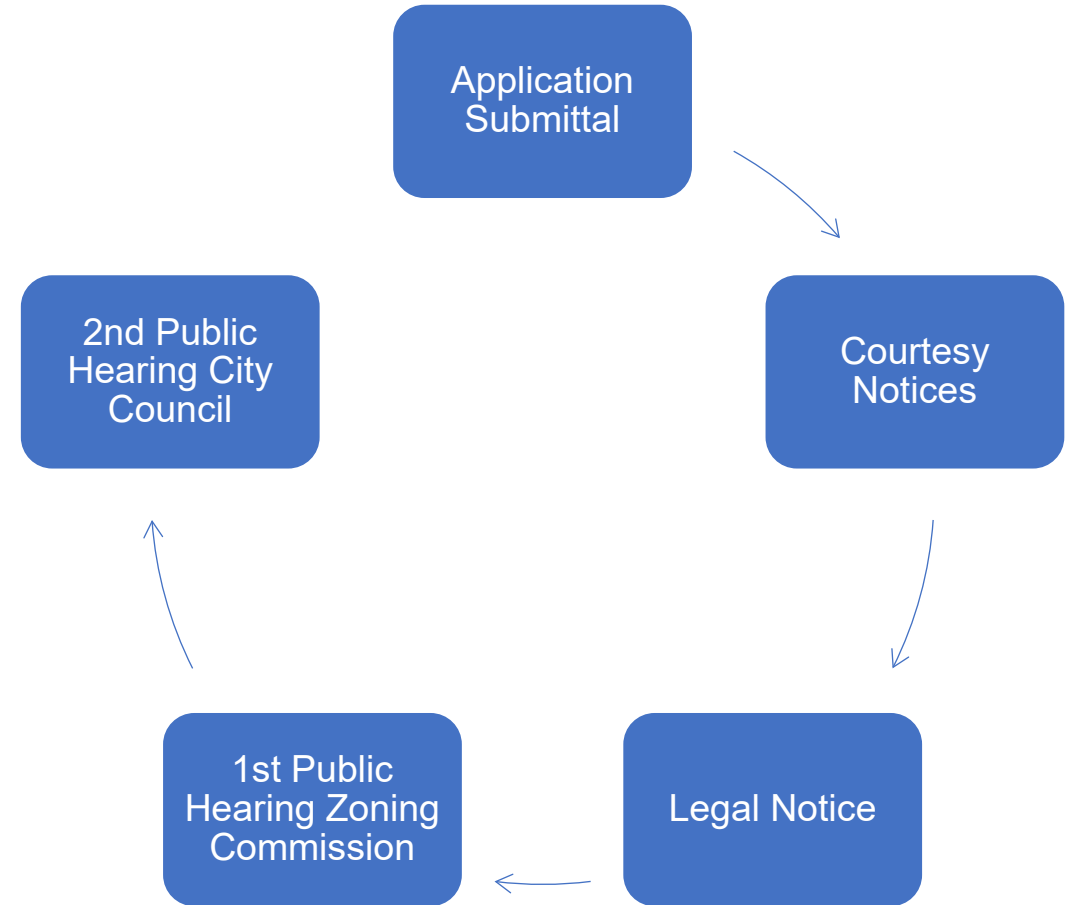 Application
Submittal
Courtesy
Notices
Legal Notice
1st Public
Hearing Zoning
Commission
2nd Public
Hearing City
Council